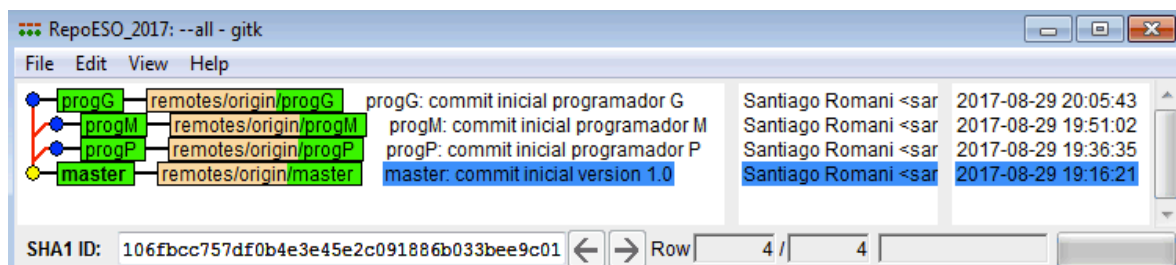 RepoESO_2017: --all - gitk
File Edit View Help
progG remotes/origin/progG progG: commit inicial programador G Santiago Romani <sar 2017-08-29 20:05:43
progM remotes/origin/progM progM: commit inicial programador M Santiago Romani <sar 2017-08-29 19:51:02
progP remotes/origin/progP progP: commit inicial programador P Santiago Romani <sar 2017-08-29 19:36:35
master remotes/origin/master master: commit inicial version 1.0 Santiago Romani <sar 2017-08-29 19:16:21
SHA1 ID: 106fbcc757df0b4e3e45e2c091886b033bee9c01 Row 4 / 4